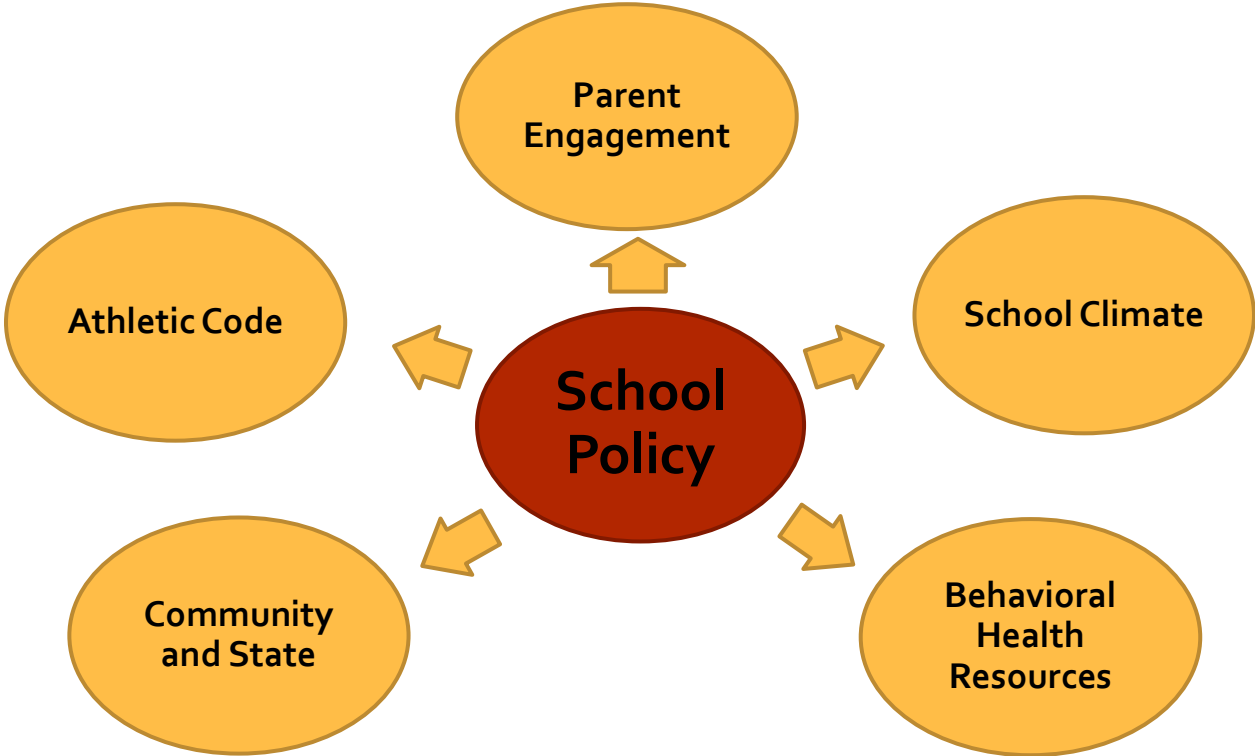 Parent
Engagement
Athletic Code
School Climate
School
Policy
Community
and State
Behavioral
Health
Resources